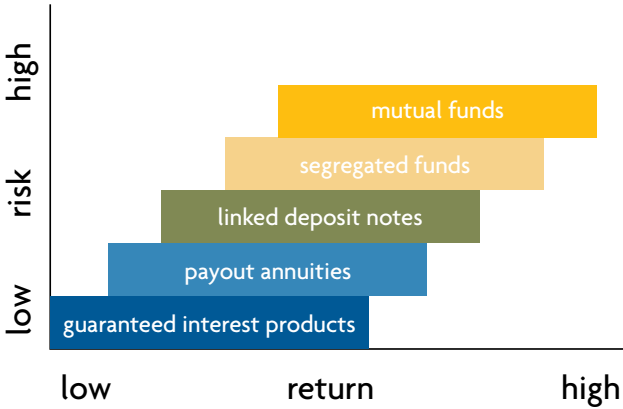 high
risk
low
mutual funds
segregated funds
linked deposit notes
payout annuities
guaranteed interest products
low
return
high